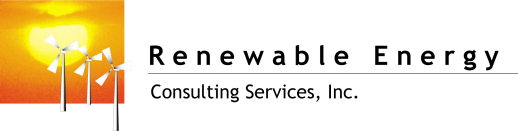 Renewable Energy
Consulting Services, Inc.